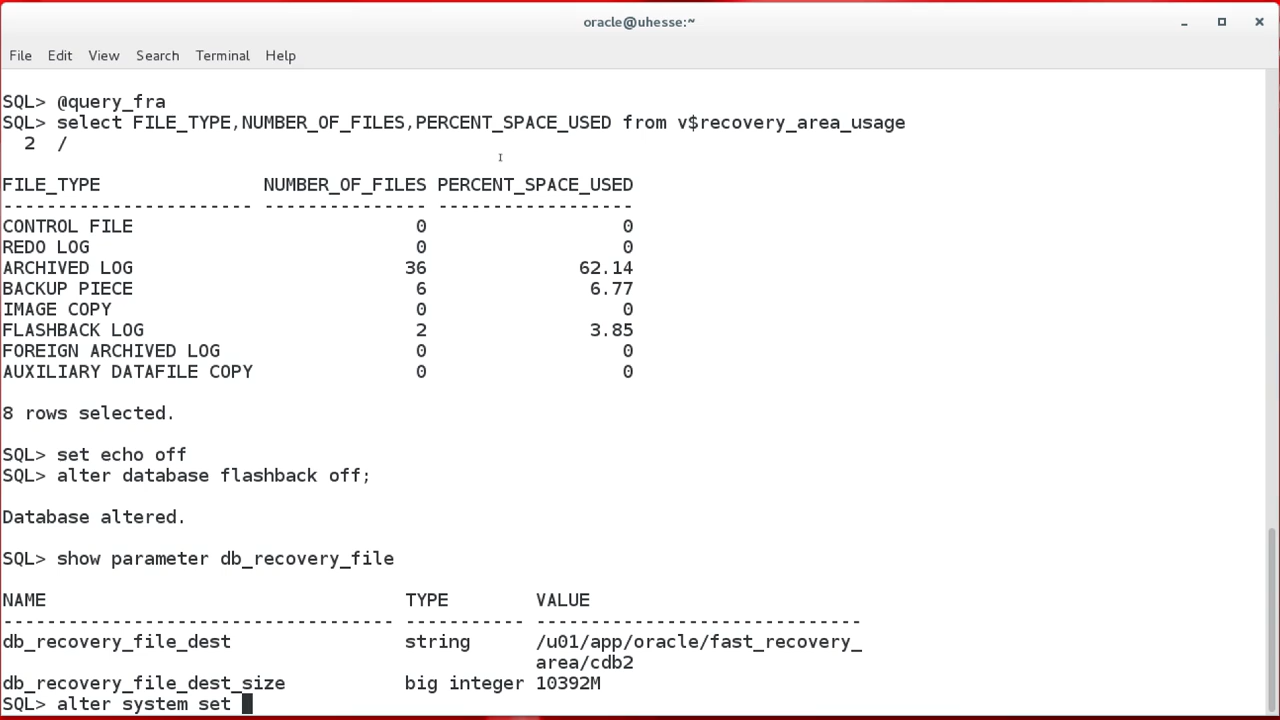 oracle@uhesse:~
File Edit View Search Terminal Help
SQL> @query_fra
SQL> select FILE_TYPE,NUMBER_OF_FILES,PERCENT_SPACE_USED from v$recovery_area_usage
  2  /
FILE_TYPE               NUMBER_OF_FILES PERCENT_SPACE_USED
----------------------- --------------- ------------------
CONTROL FILE                          0                  0
REDO LOG                              0                  0
ARCHIVED LOG                         36              62.14
BACKUP PIECE                          6               6.77
IMAGE COPY                            0                  0
FLASHBACK LOG                         2               3.85
FOREIGN ARCHIVED LOG                  0                  0
AUXILIARY DATAFILE COPY               0                  0
8 rows selected.
SQL> set echo off
SQL> alter database flashback off;
Database altered.
SQL> show parameter db_recovery_file
NAME                                 TYPE        VALUE
------------------------------------ ----------- ------------------------------
db_recovery_file_dest                string      /u01/app/oracle/fast_recovery_
                                                 area/cdb2
db_recovery_file_dest_size           big integer 10392M
SQL> alter system set